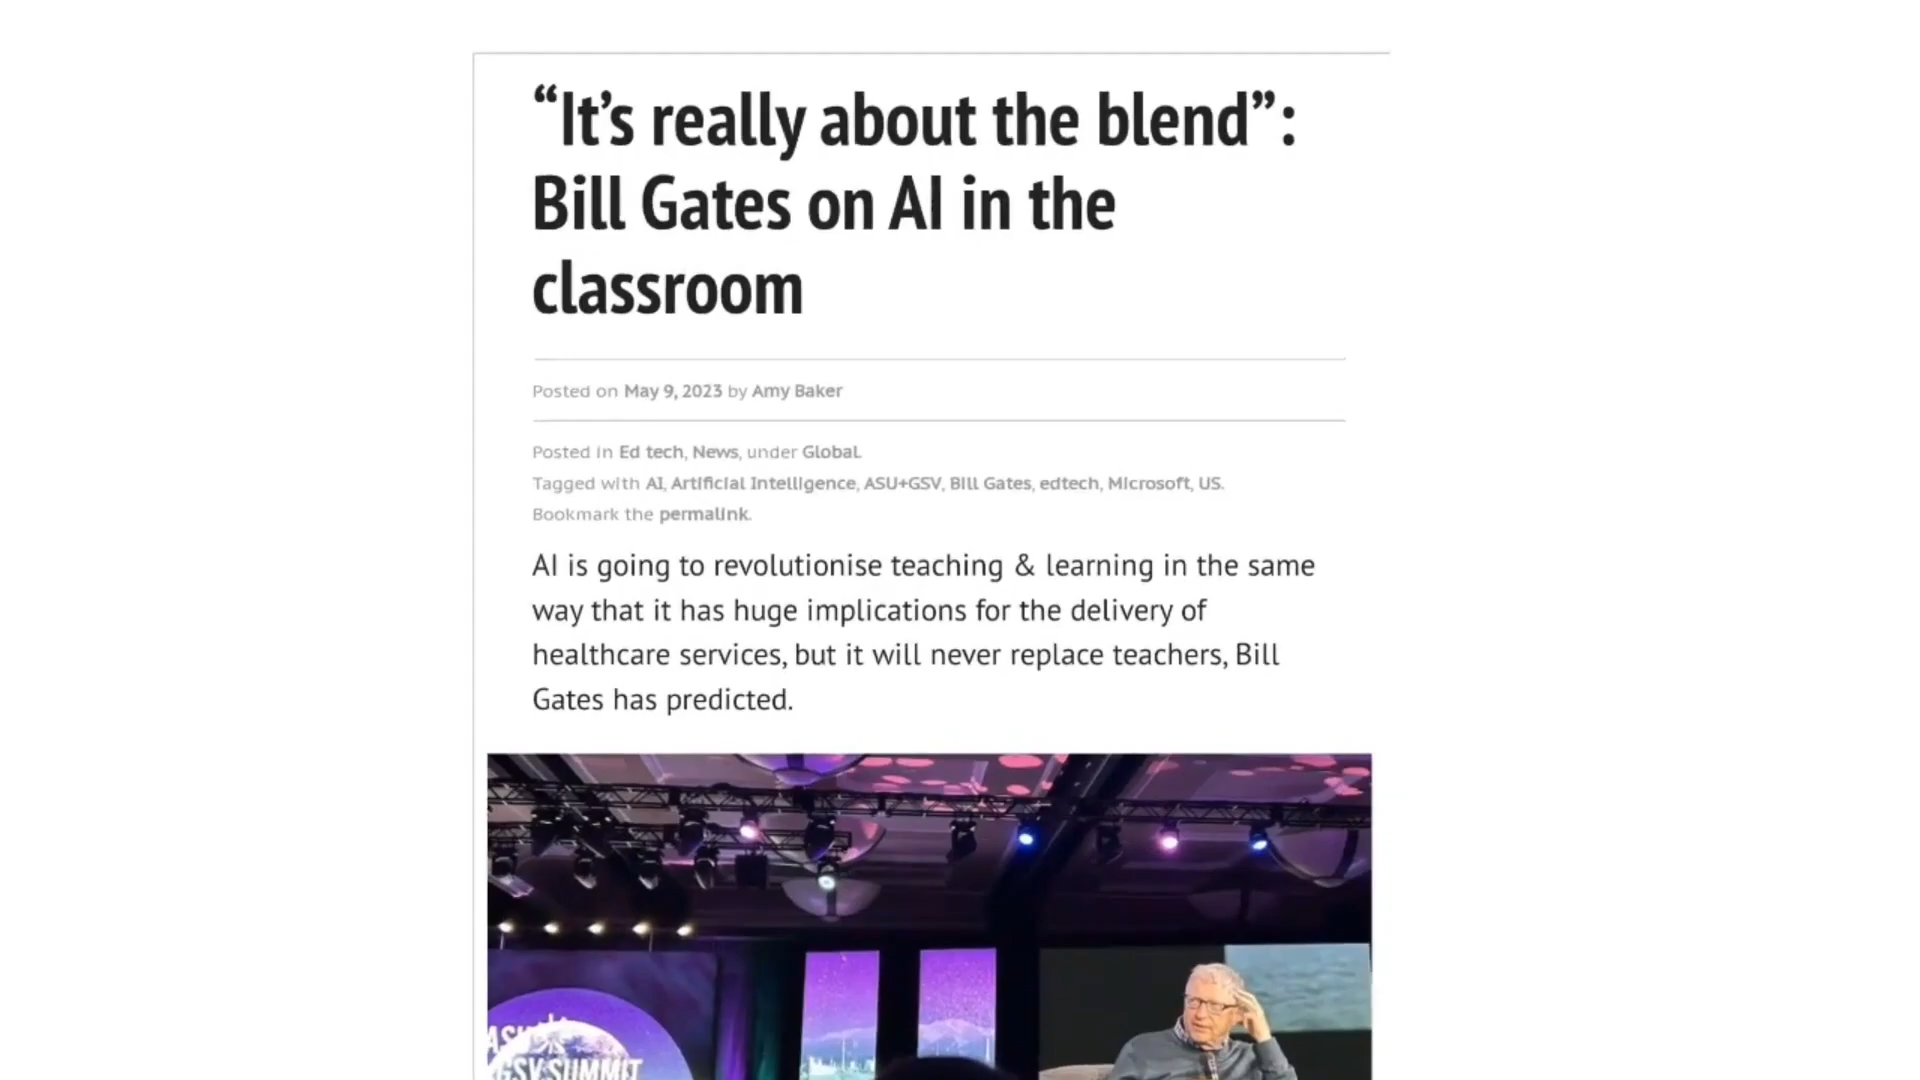 “It’s really about the blend”:
Bill Gates on AI in the
classroom
Posted on May 9, 2023 by Amy Baker
Posted in Ed tech, News, under Global.
Tagged with AI, Artificial Intelligence, ASU+GSV, Bill Gates, edtech, Microsoft, US.
Bookmark the permalink.
AI is going to revolutionise teaching & learning in the same
way that it has huge implications for the delivery of
healthcare services, but it will never replace teachers, Bill
Gates has predicted.
ASU
GSV SUMMIT